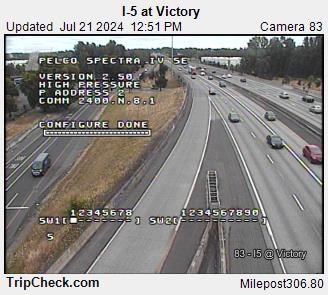 I-5 at Victory
Updated Jul 21 2024 12:51 PM Camera 83
PELCO SPECTRA IV SE
VERSION 2.50
HIGH PRESSURE
P ADDRESS 2
COMM 2400,N,8,1
CONFIGURE DONE
12345678 1234567890
SW1[ ] SW2[ ]
S
83 - I5 @ Victory
TripCheck.com Milepost306.80